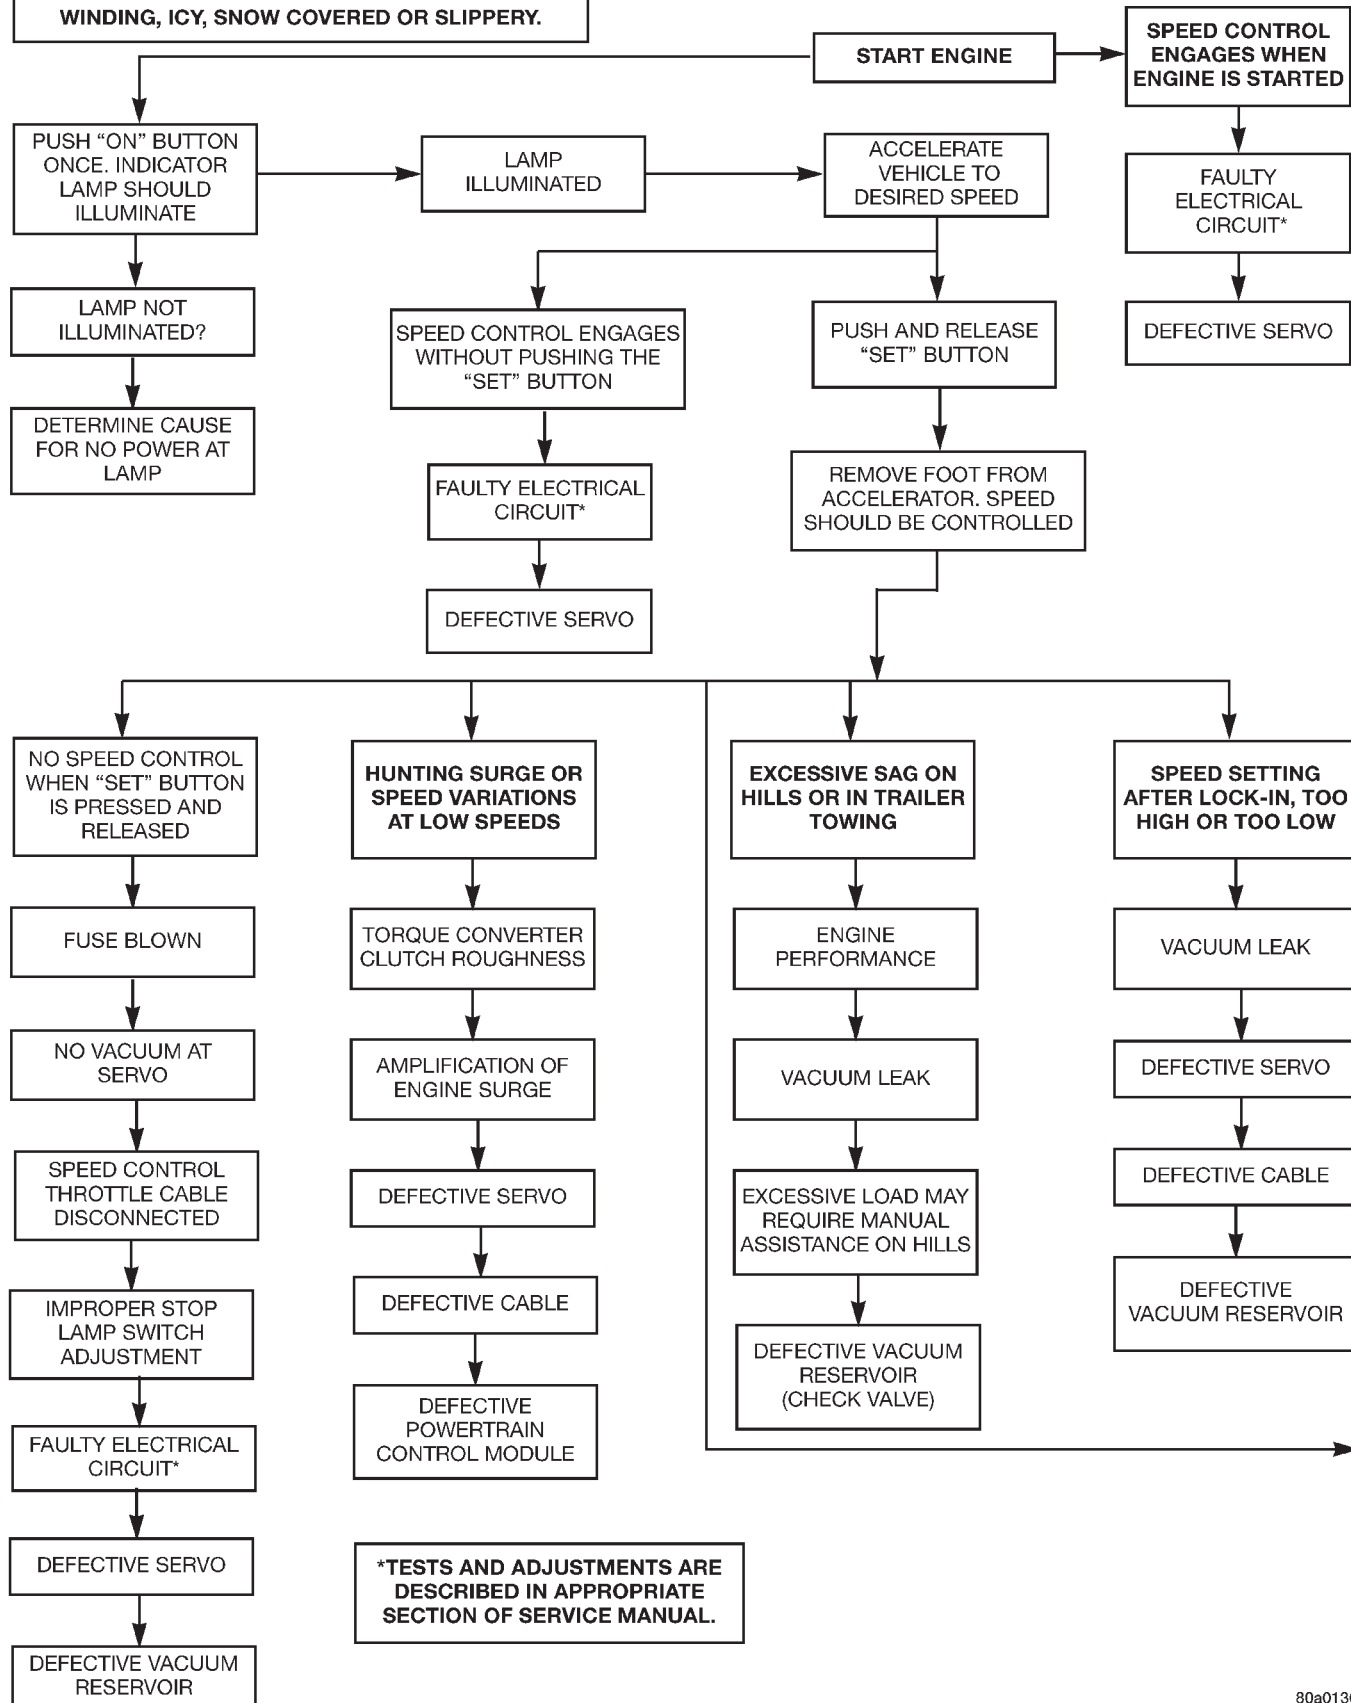 WINDING, ICY, SNOW COVERED OR SLIPPERY.
START ENGINE
SPEED CONTROL
ENGAGES WHEN
ENGINE IS STARTED
PUSH “ON” BUTTON
ONCE. INDICATOR
LAMP SHOULD
ILLUMINATE
LAMP
ILLUMINATED
ACCELERATE
VEHICLE TO
DESIRED SPEED
FAULTY
ELECTRICAL
CIRCUIT*
LAMP NOT
ILLUMINATED?
SPEED CONTROL ENGAGES
WITHOUT PUSHING THE
“SET” BUTTON
PUSH AND RELEASE
“SET” BUTTON
DEFECTIVE SERVO
DETERMINE CAUSE
FOR NO POWER AT
LAMP
FAULTY ELECTRICAL
CIRCUIT*
REMOVE FOOT FROM
ACCELERATOR. SPEED
SHOULD BE CONTROLLED
DEFECTIVE SERVO
NO SPEED CONTROL
WHEN “SET” BUTTON
IS PRESSED AND
RELEASED
FUSE BLOWN
NO VACUUM AT
SERVO
SPEED CONTROL
THROTTLE CABLE
DISCONNECTED
IMPROPER STOP
LAMP SWITCH
ADJUSTMENT
FAULTY ELECTRICAL
CIRCUIT*
DEFECTIVE SERVO
DEFECTIVE VACUUM
RESERVOIR
HUNTING SURGE OR
SPEED VARIATIONS
AT LOW SPEEDS
TORQUE CONVERTER
CLUTCH ROUGHNESS
AMPLIFICATION OF
ENGINE SURGE
DEFECTIVE SERVO
DEFECTIVE CABLE
DEFECTIVE
POWERTRAIN
CONTROL MODULE
EXCESSIVE SAG ON
HILLS OR IN TRAILER
TOWING
ENGINE
PERFORMANCE
VACUUM LEAK
EXCESSIVE LOAD MAY
REQUIRE MANUAL
ASSISTANCE ON HILLS
DEFECTIVE VACUUM
RESERVOIR
(CHECK VALVE)
SPEED SETTING
AFTER LOCK-IN, TOO
HIGH OR TOO LOW
VACUUM LEAK
DEFECTIVE SERVO
DEFECTIVE CABLE
DEFECTIVE
VACUUM RESERVOIR
*TESTS AND ADJUSTMENTS ARE
DESCRIBED IN APPROPRIATE
SECTION OF SERVICE MANUAL.